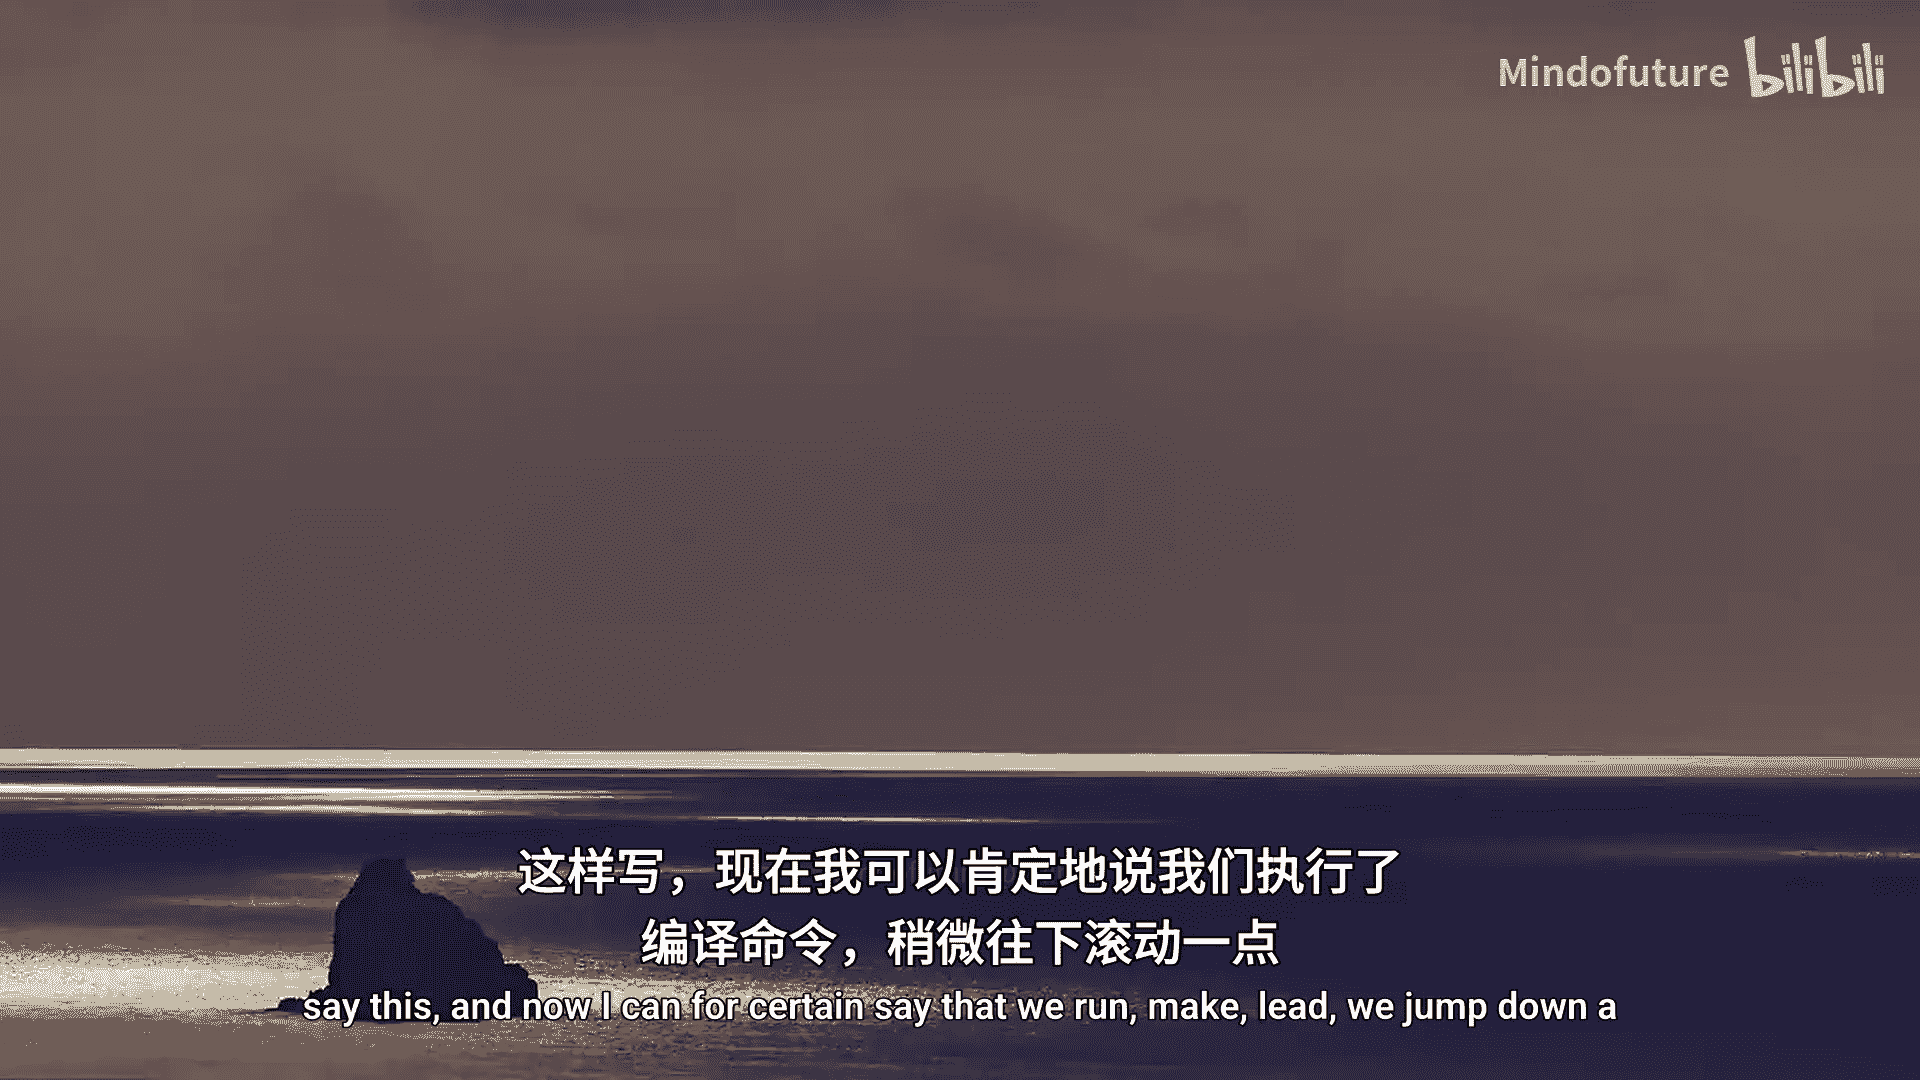 Mindofuture bilibili
这样写，现在我可以肯定地说我们执行了
编译命令，稍微往下滚动一点
say this, and now I can for certain say that we run, make, lead, we jump down a